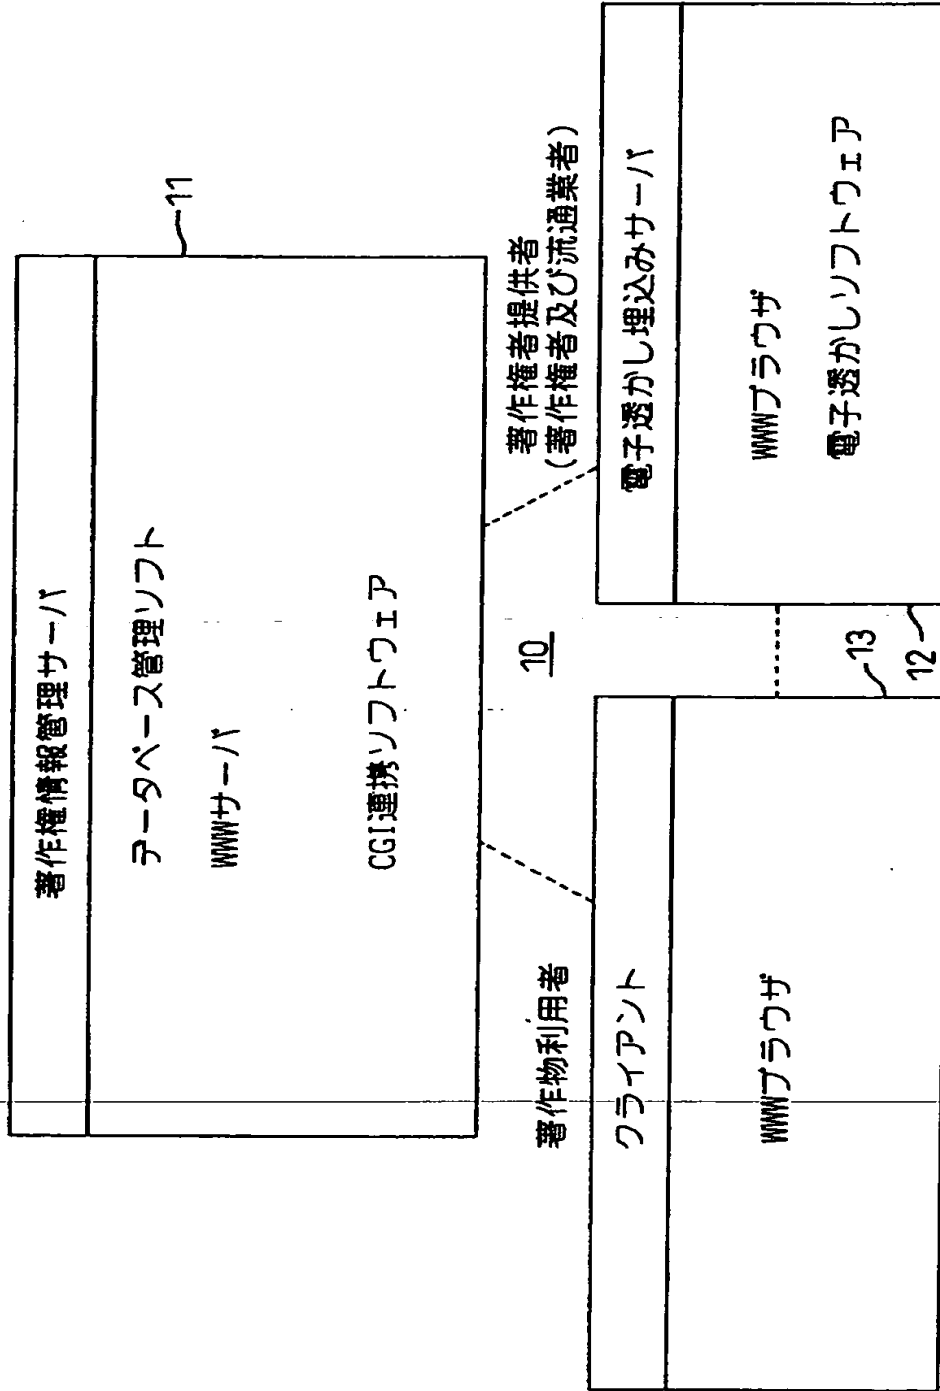 著作権情報管理サーバ
データベース管理ソフト
WWWサーバ
CGI連携ソフトウェア
11
10
著作物利用者
クライアント
WWWブラウザ
13
著作権者提供者
(著作権者及び流通業者)
電子透かし埋込みサーバ
WWWブラウザ
電子透かしソフトウェア
12